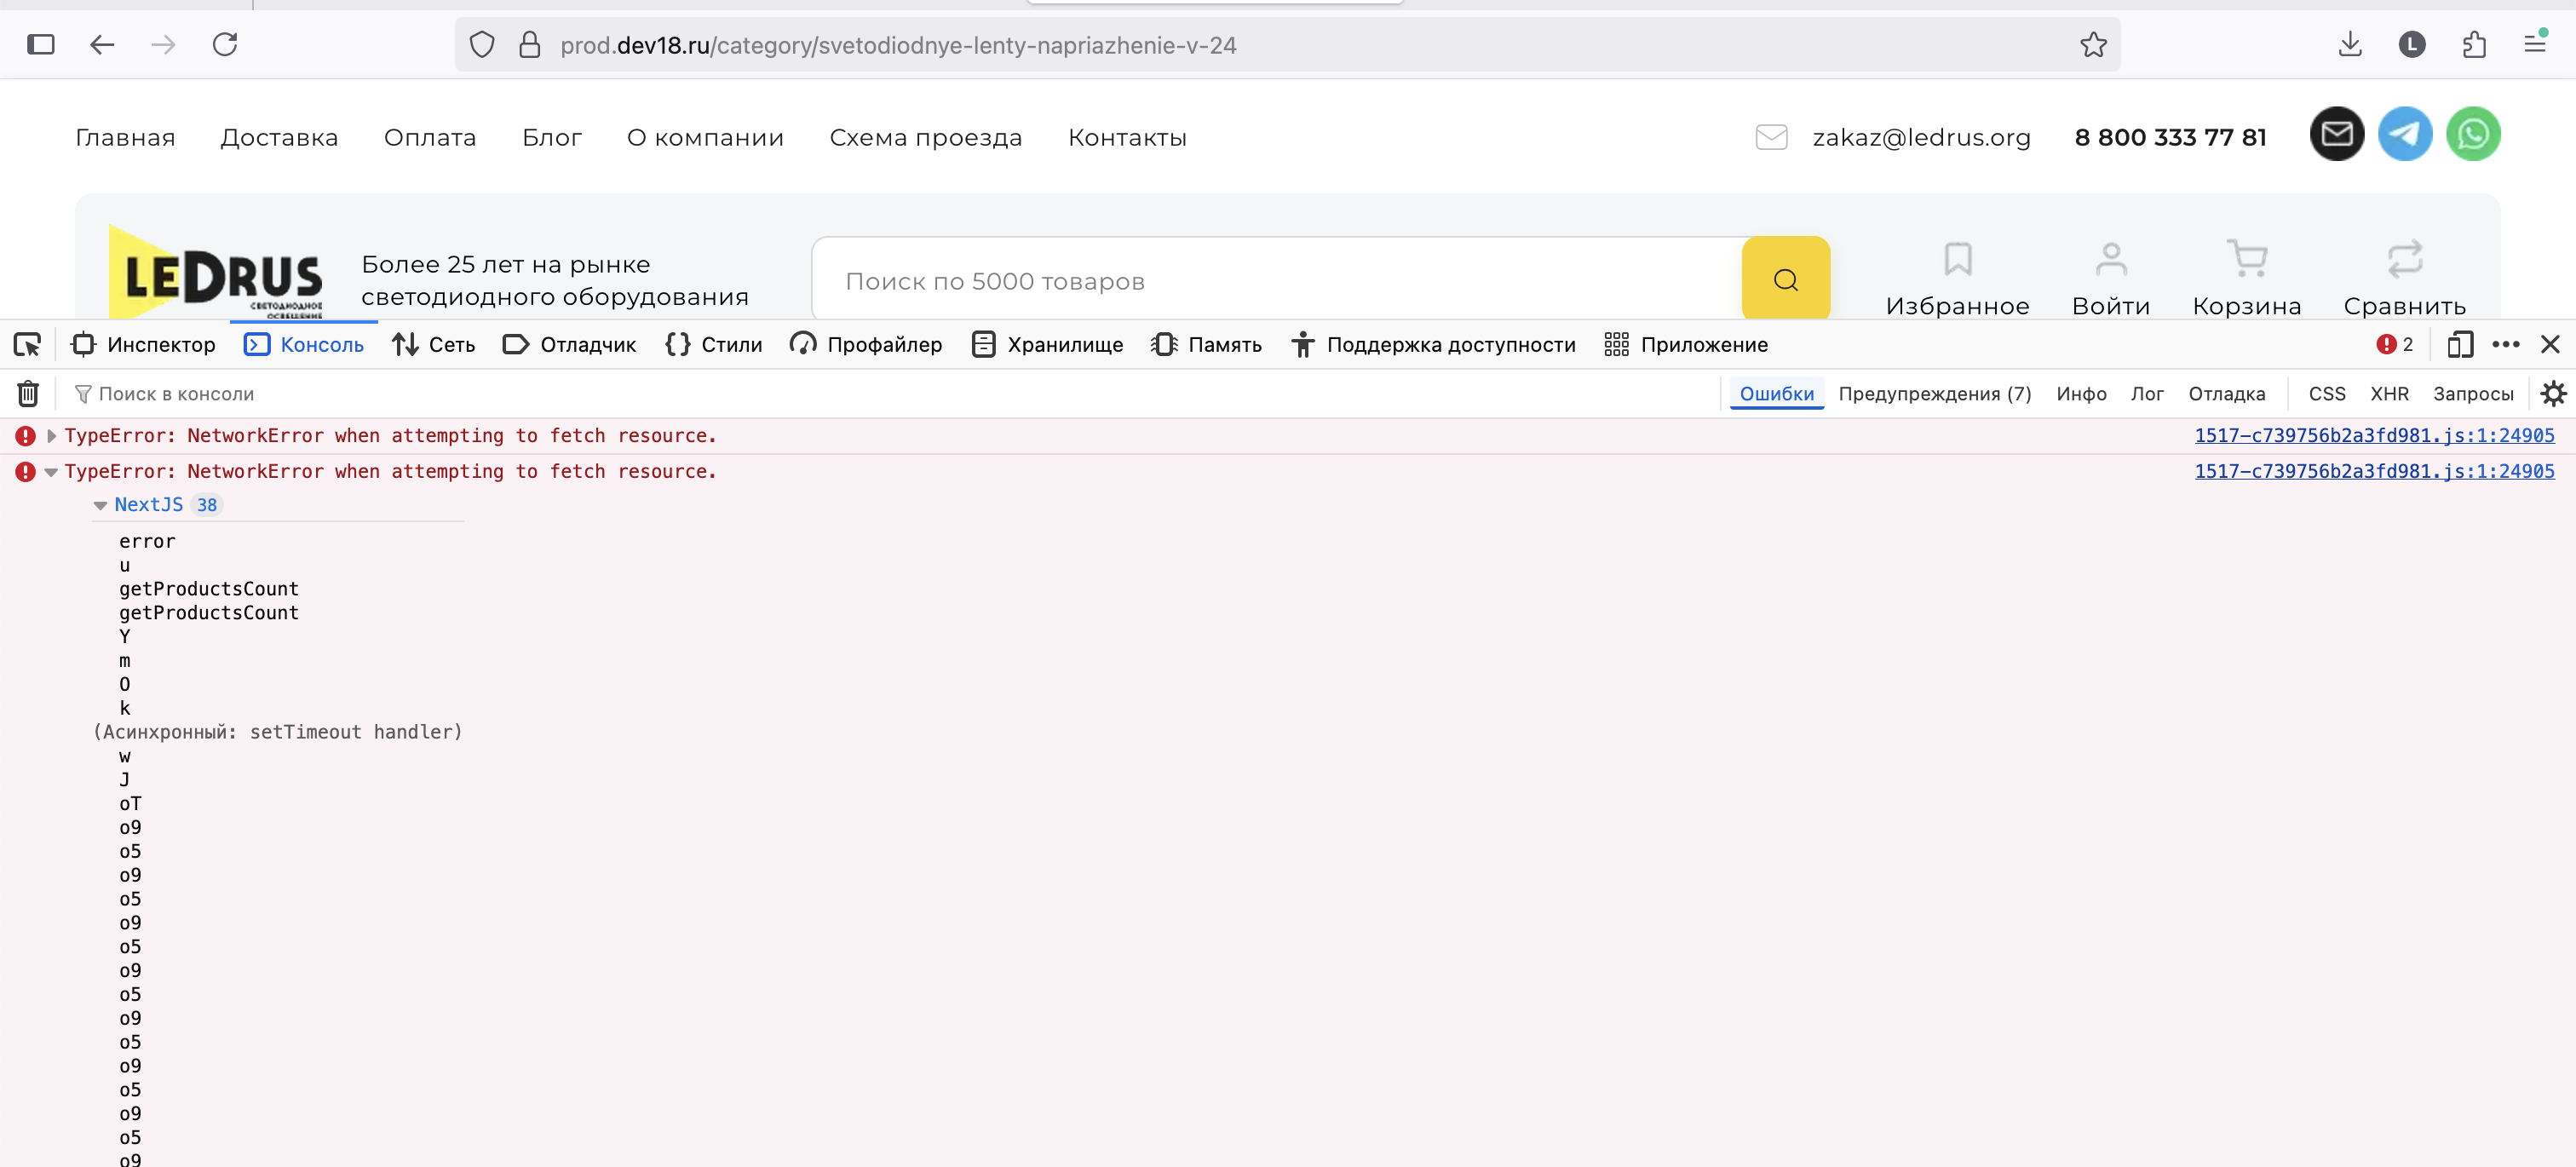 prod.dev18.ru/category/svetodiodnye-lenty-napriazhenie-v-24
L
Главная Доставка Оплата Блог О компании Схема проезда Контакты zakaz@ledrus.org 8 800 333 77 81
LEDRUS
СВЕТОДИОДНОЕ
ОСВЕЩЕНИЕ
Более 25 лет на рынке
светодиодного оборудования
Поиск по 5000 товаров
Избранное Войти Корзина Сравнить
Инспектор Консоль Сеть Отладчик Стили Профайлер Хранилище Память Поддержка доступности Приложение 2
Поиск в консоли Ошибки Предупреждения (7) Инфо Лог Отладка CSS XHR Запросы
TypeError: NetworkError when attempting to fetch resource. 1517-c739756b2a3fd981.js:1:24905
TypeError: NetworkError when attempting to fetch resource. 1517-c739756b2a3fd981.js:1:24905
NextJS 38
error
u
getProductsCount
getProductsCount
Y
m
O
k
(Асинхронный: setTimeout handler)
w
J
oT
o9
o5
o9
o5
o9
o5
o9
o5
o9
o5
o9
o5
o9
o5
o9